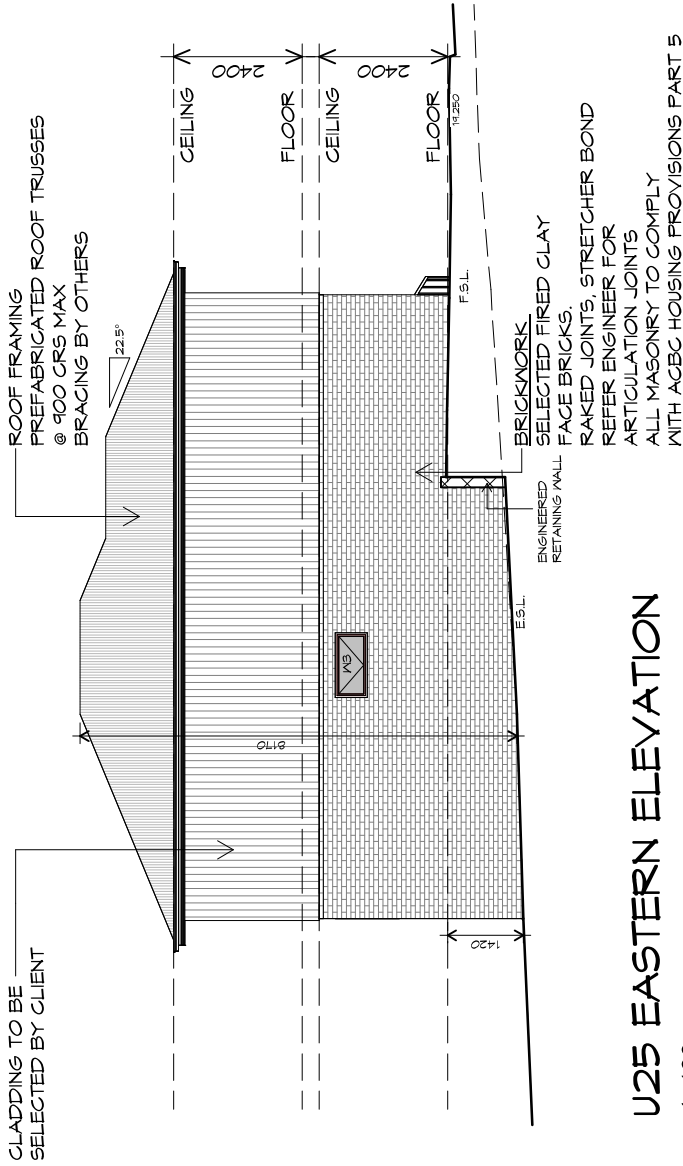 CLADDING TO BE
SELECTED BY CLIENT
ROOF FRAMING
PREFABRICATED ROOF TRUSSES
@ 900 CRS MAX
BRACING BY OTHERS
22.5°
CEILING
2400
FLOOR
CEILING
2400
FLOOR
19.250
8170
W3
1420
F.S.L.
E.S.L.
ENGINEERED
RETAINING WALL
BRICKWORK
SELECTED FIRED CLAY
FACE BRICKS.
RAKED JOINTS, STRETCHER BOND
REFER ENGINEER FOR
ARTICULATION JOINTS
ALL MASONRY TO COMPLY
WITH ACBC HOUSING PROVISIONS PART 5
U25 EASTERN ELEVATION